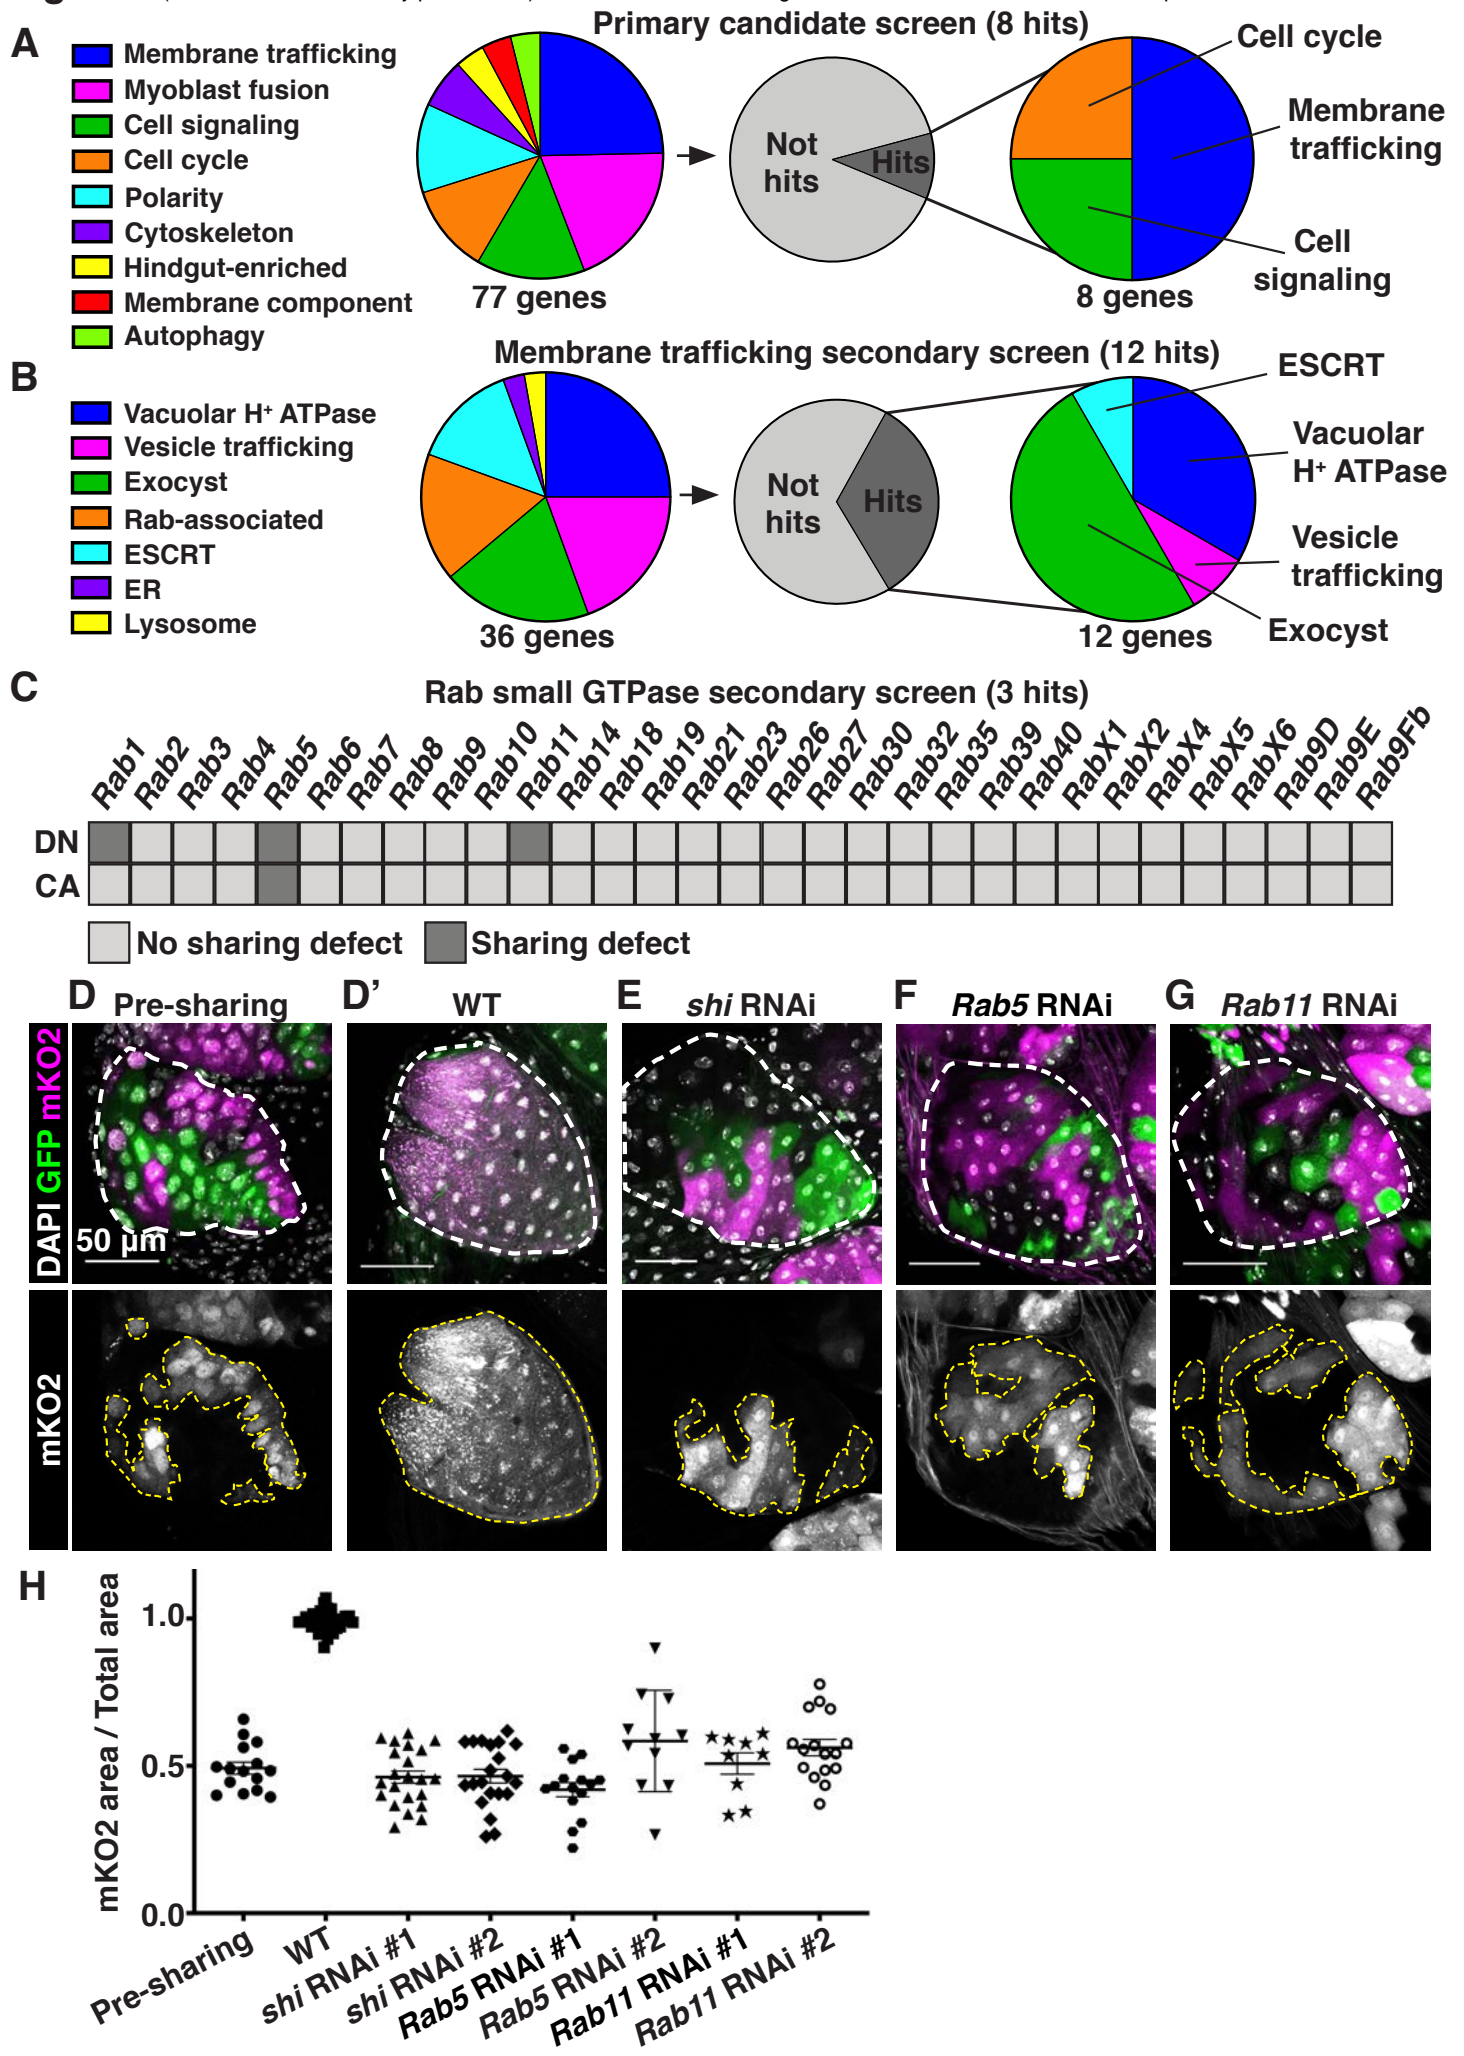 A
Primary candidate screen (8 hits)
Membrane trafficking
Myoblast fusion
Cell signaling
Cell cycle
Polarity
Cytoskeleton
Hindgut-enriched
Membrane component
Autophagy
77 genes
Not
hits
Hits
Cell cycle
Membrane
trafficking
Cell
signaling
8 genes
B
Membrane trafficking secondary screen (12 hits)
Vacuolar H⁺ ATPase
Vesicle trafficking
Exocyst
Rab-associated
ESCRT
ER
Lysosome
36 genes
Not
hits
Hits
ESCRT
Vacuolar
H⁺ ATPase
Vesicle
trafficking
Exocyst
12 genes
C
Rab small GTPase secondary screen (3 hits)
Rab1 Rab2 Rab3 Rab4 Rab5 Rab6 Rab7 Rab8 Rab9 Rab10 Rab11 Rab14 Rab18 Rab19 Rab21 Rab23 Rab26 Rab27 Rab30 Rab32 Rab35 Rab39 Rab40 RabX1 RabX2 RabX4 RabX5 RabX6 Rab9D Rab9E Rab9Fb
DN
CA
No sharing defect
Sharing defect
D Pre-sharing
D’ WT
E shi RNAi
F Rab5 RNAi
G Rab11 RNAi
DAPI GFP mKO2
50 µm
mKO2
H
mKO2 area / Total area
1.0
0.5
0.0
Pre-sharing
WT
shi RNAi #1
shi RNAi #2
Rab5 RNAi #1
Rab5 RNAi #2
Rab11 RNAi #1
Rab11 RNAi #2